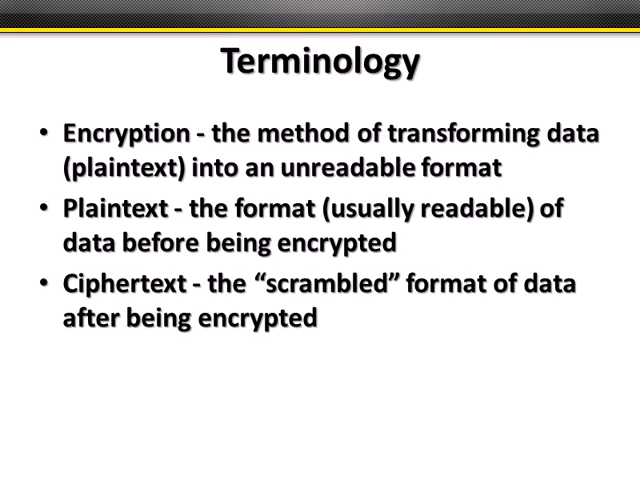 Terminology
• Encryption - the method of transforming data
(plaintext) into an unreadable format
• Plaintext - the format (usually readable) of
data before being encrypted
• Ciphertext - the “scrambled” format of data
after being encrypted